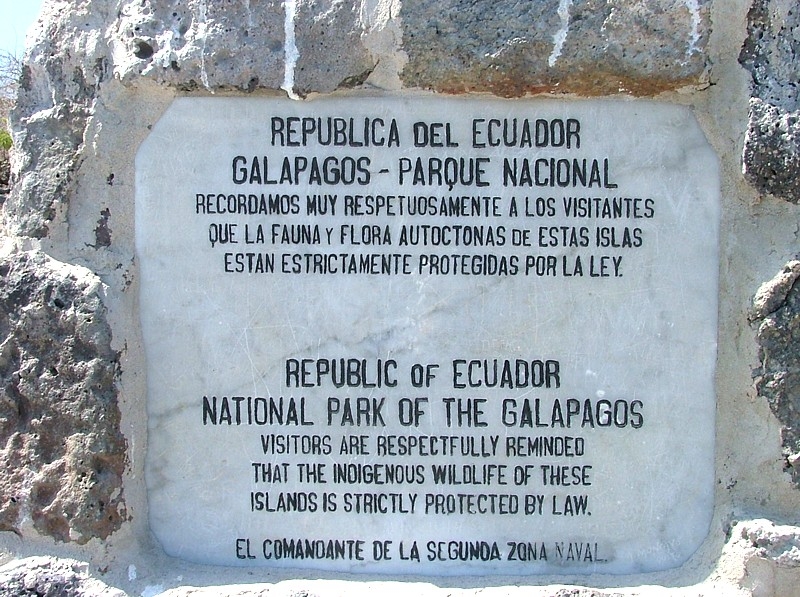 REPUBLICA DEL ECUADOR
GALAPAGOS - PARQUE NACIONAL
RECORDAMOS MUY RESPETUOSAMENTE A LOS VISITANTES
QUE LA FAUNA Y FLORA AUTOCTONAS DE ESTAS ISLAS
ESTAN ESTRICTAMENTE PROTEGIDAS POR LA LEY.
REPUBLIC OF ECUADOR
NATIONAL PARK OF THE GALAPAGOS
VISITORS ARE RESPECTFULLY REMINDED
THAT THE INDIGENOUS WILDLIFE OF THESE
ISLANDS IS STRICTLY PROTECTED BY LAW.
EL COMANDANTE DE LA SEGUNDA ZONA NAVAL.